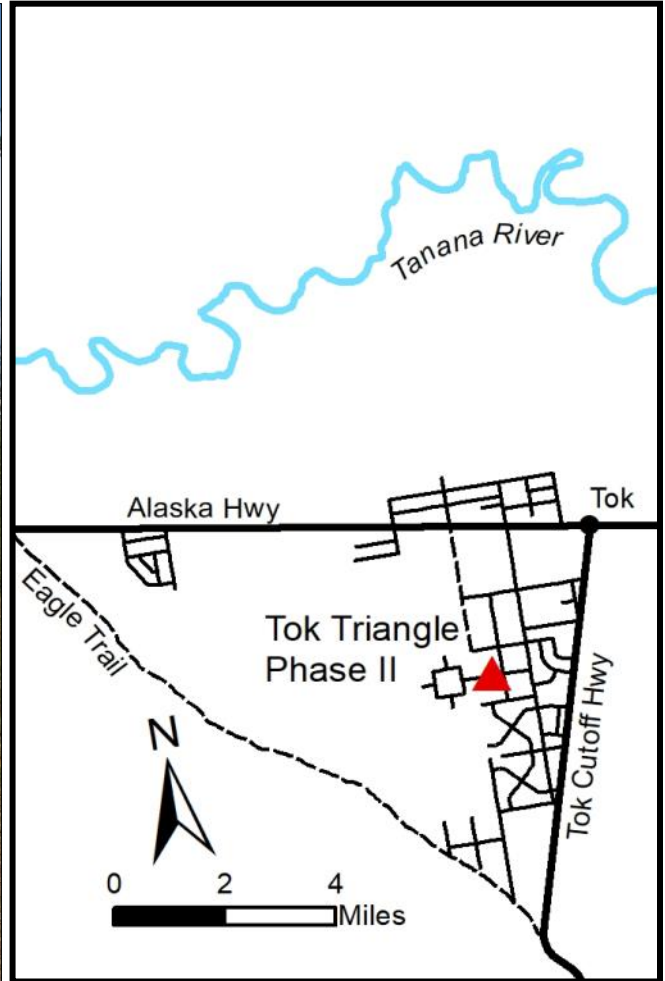 Tanana River
Alaska Hwy
Tok
Eagle Trail
Tok Triangle
Phase II
Tok Cutoff Hwy
N
0 2 4
Miles